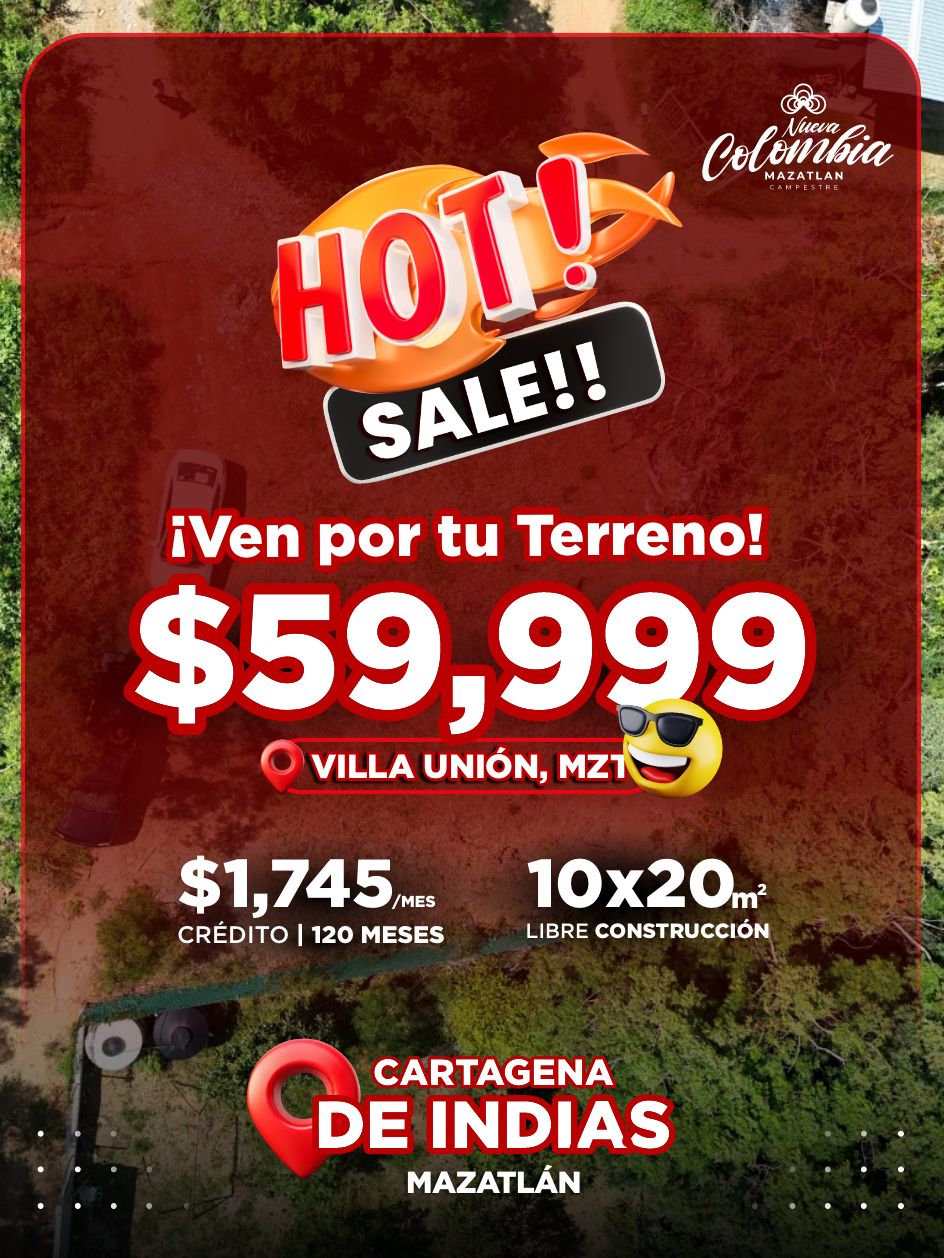 Nueva
Colombia
MAZATLAN
CAMPESTRE
HOT!
SALE!!
¡Ven por tu Terreno!
$59,999
VILLA UNIÓN, MZT
$1,745/MES
CRÉDITO | 120 MESES
10x20m²
LIBRE CONSTRUCCIÓN
CARTAGENA
DE INDIAS
MAZATLÁN